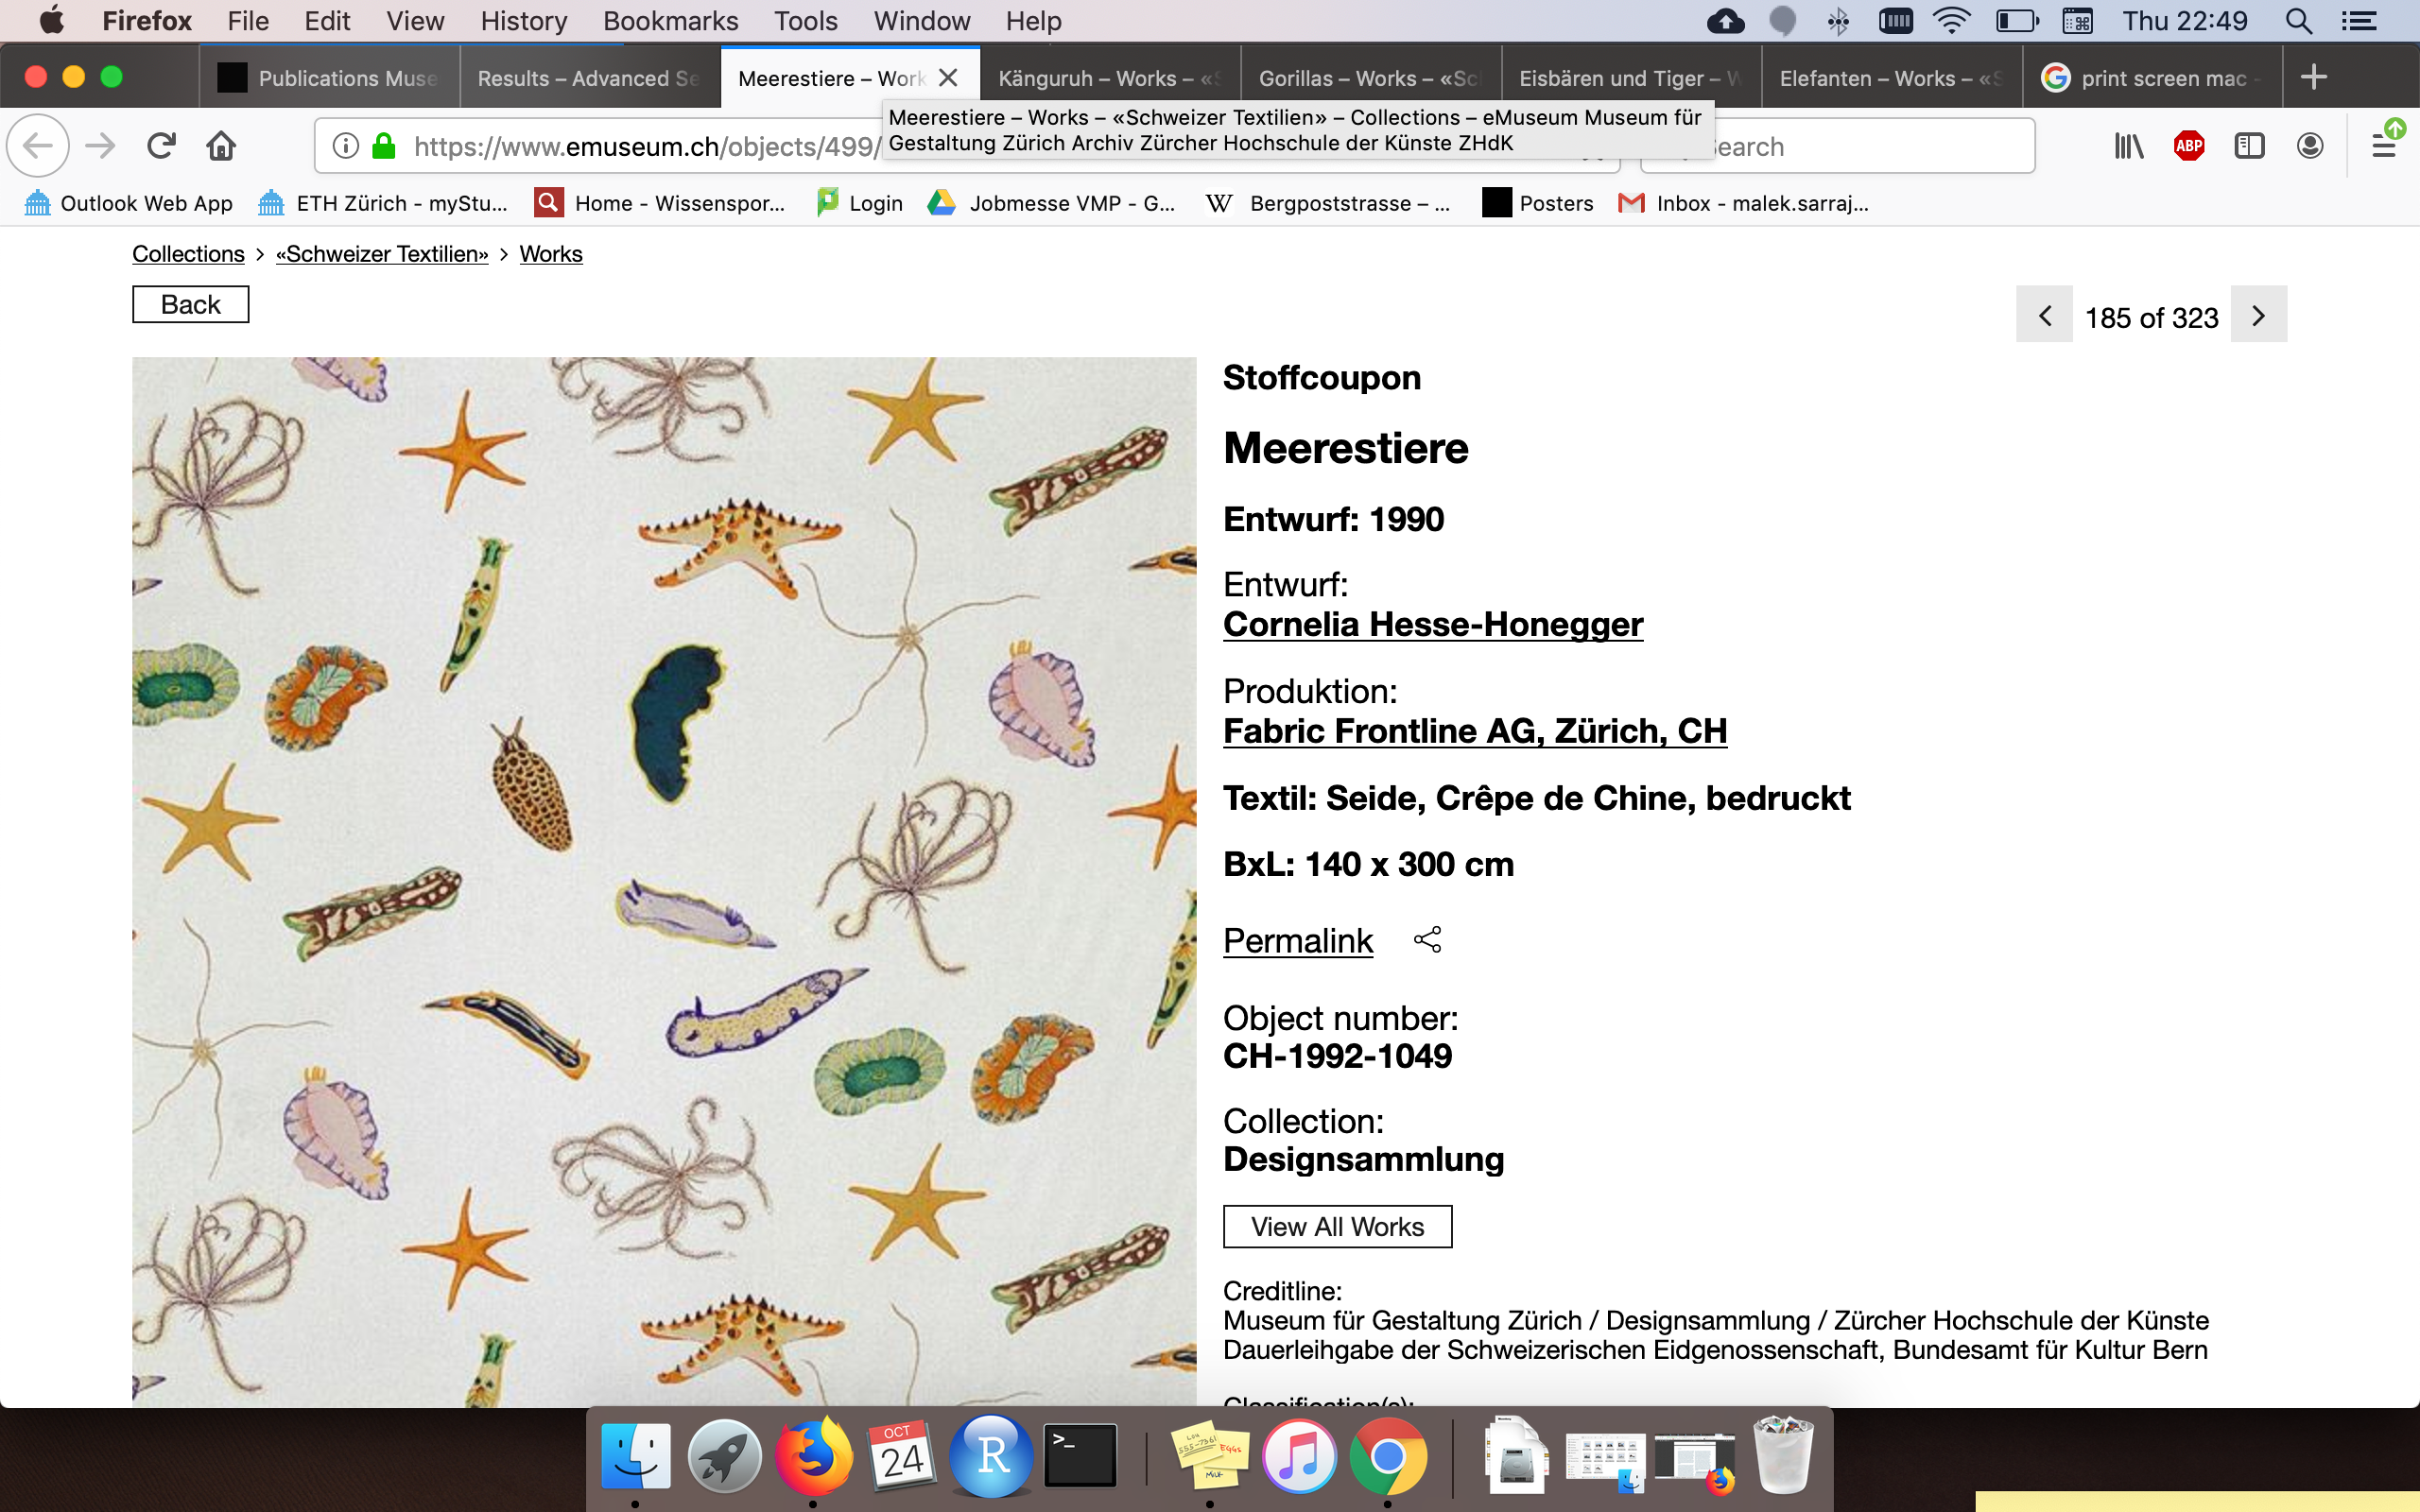 Firefox File Edit View History Bookmarks Tools Window Help Thu 22:49
Publications Muse Results – Advanced Se Meerestiere – Work Känguruh – Works – «S Gorillas – Works – «Sc Eisbären und Tiger – W Elefanten – Works – «S print screen mac -
Meerestiere – Works – «Schweizer Textilien» – Collections – eMuseum Museum für
Gestaltung Zürich Archiv Zürcher Hochschule der Künste ZHdK
https://www.emuseum.ch/objects/499/ earch ABP
Outlook Web App ETH Zürich - myStu... Home - Wissenspor... Login Jobmesse VMP - G... W Bergpoststrasse – ... Posters Inbox - malek.sarraj...
Collections > «Schweizer Textilien» > Works
Back
185 of 323
Stoffcoupon
Meerestiere
Entwurf: 1990
Entwurf:
Cornelia Hesse-Honegger
Produktion:
Fabric Frontline AG, Zürich, CH
Textil: Seide, Crêpe de Chine, bedruckt
BxL: 140 x 300 cm
Permalink
Object number:
CH-1992-1049
Collection:
Designsammlung
View All Works
Creditline:
Museum für Gestaltung Zürich / Designsammlung / Zürcher Hochschule der Künste
Dauerleihgabe der Schweizerischen Eidgenossenschaft, Bundesamt für Kultur Bern
Classification(s):
OCT
24
R
>_
EGGS
MILK